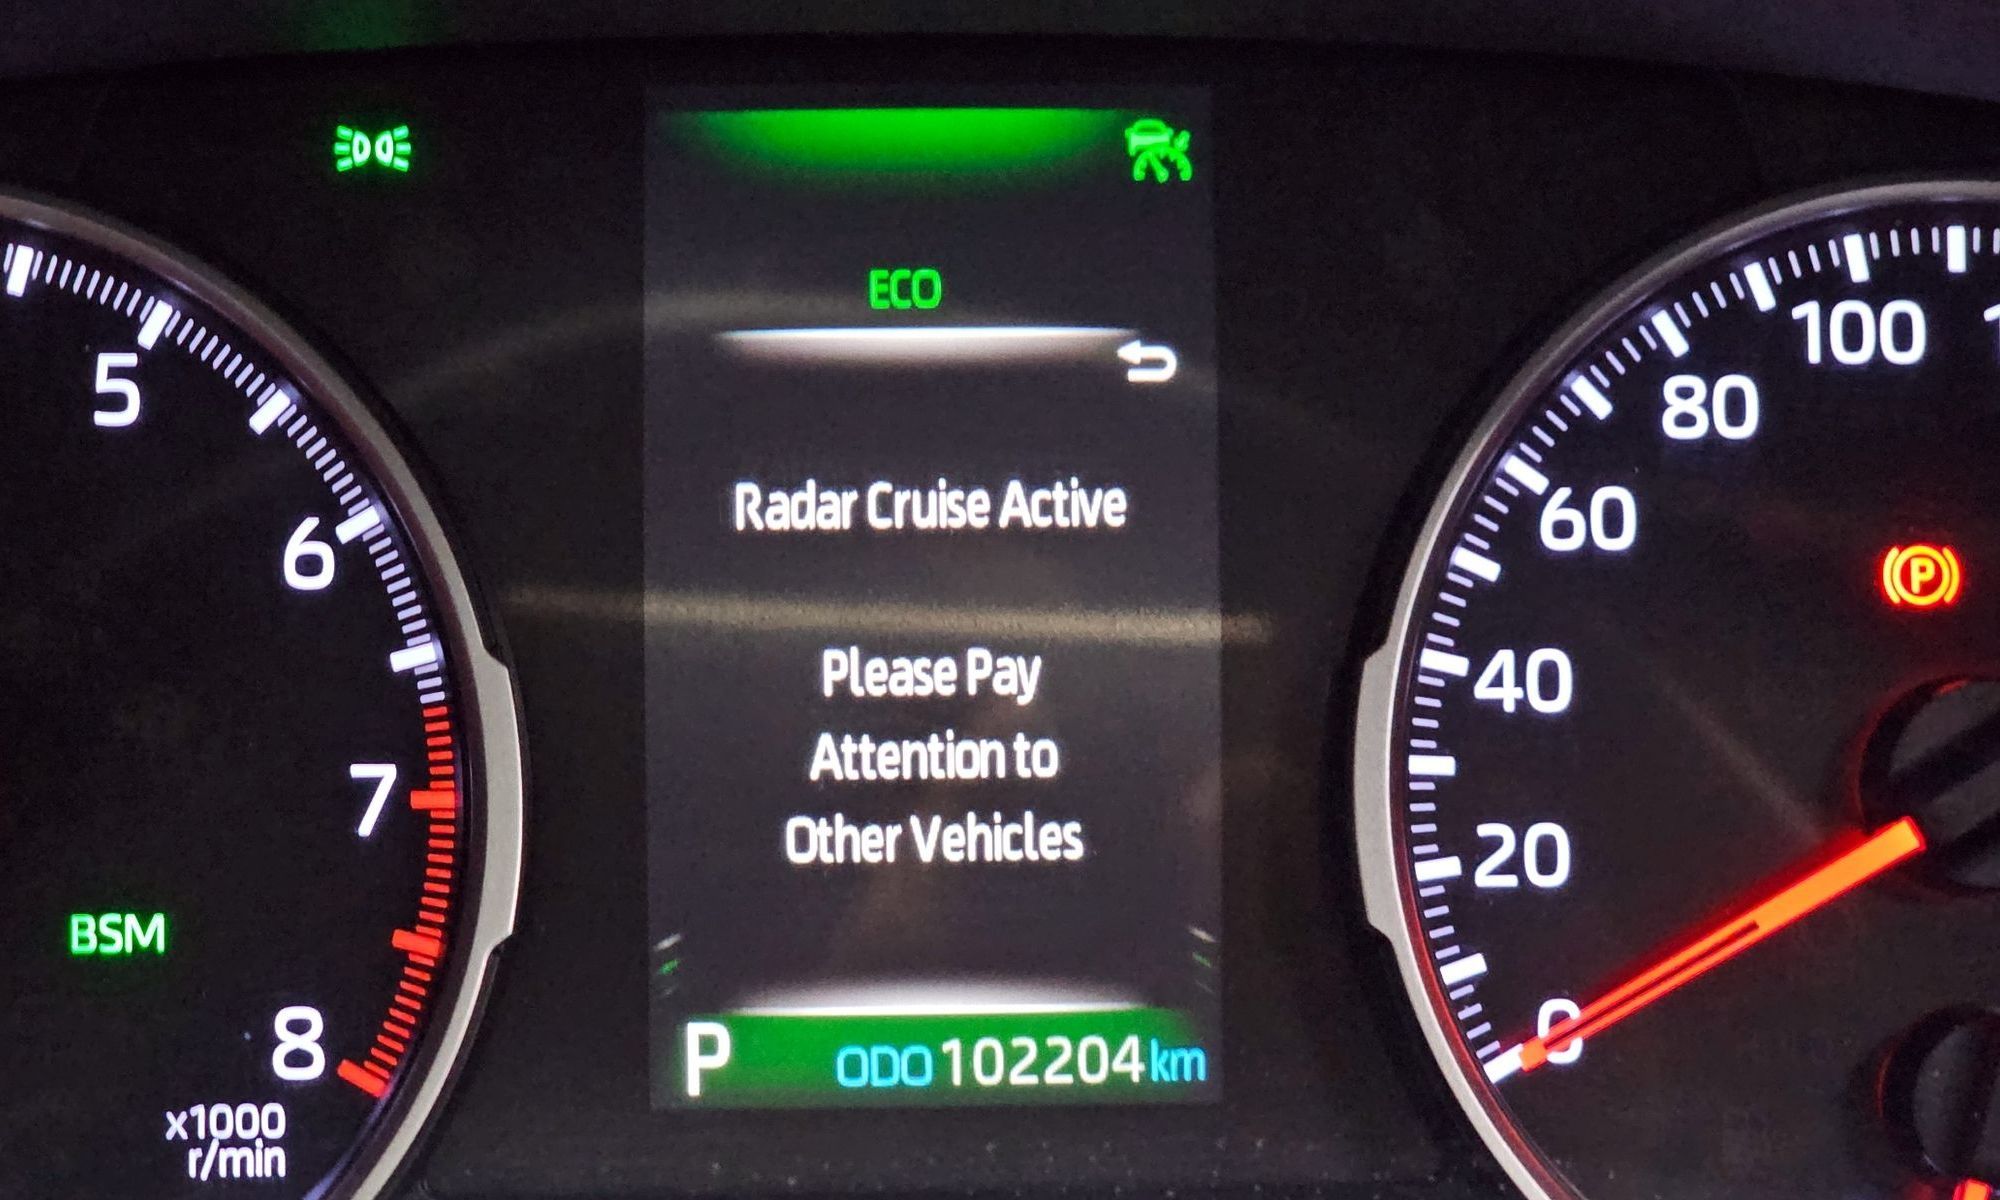 ECO
Radar Cruise Active
Please Pay
Attention to
Other Vehicles
P
ODO 102204 km
5
6
7
8
x1000
r/min
BSM
100
80
60
40
20
0
P